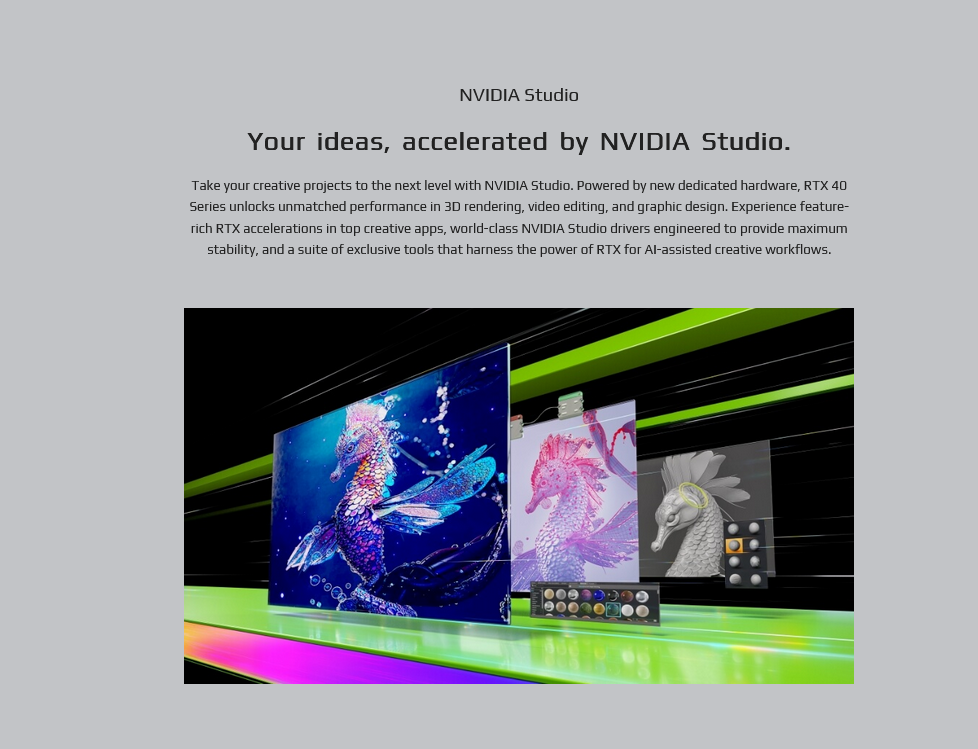 NVIDIA Studio
Your ideas, accelerated by NVIDIA Studio.
Take your creative projects to the next level with NVIDIA Studio. Powered by new dedicated hardware, RTX 40
Series unlocks unmatched performance in 3D rendering, video editing, and graphic design. Experience feature-
rich RTX accelerations in top creative apps, world-class NVIDIA Studio drivers engineered to provide maximum
stability, and a suite of exclusive tools that harness the power of RTX for AI-assisted creative workflows.